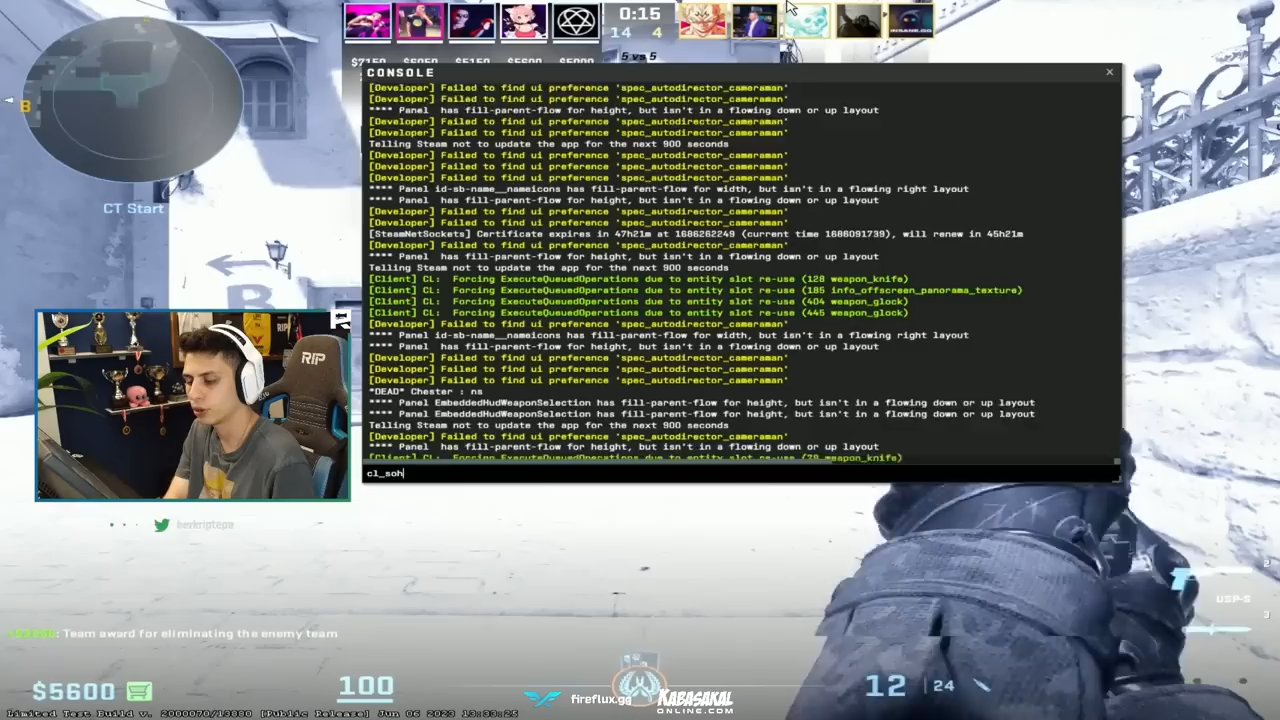 0:15
14 4
5 vs 5
$7150 $6050 $5150 $5600 $5000
INSANE.GG
B
CT Start
B
CONSOLE
[Developer] Failed to find ui preference 'spec_autodirector_cameraman'
[Developer] Failed to find ui preference 'spec_autodirector_cameraman'
**** Panel has fill-parent-flow for height, but isn't in a flowing down or up layout
[Developer] Failed to find ui preference 'spec_autodirector_cameraman'
[Developer] Failed to find ui preference 'spec_autodirector_cameraman'
Telling Steam not to update the app for the next 900 seconds
[Developer] Failed to find ui preference 'spec_autodirector_cameraman'
[Developer] Failed to find ui preference 'spec_autodirector_cameraman'
[Developer] Failed to find ui preference 'spec_autodirector_cameraman'
**** Panel id-sb-name__nameicons has fill-parent-flow for width, but isn't in a flowing right layout
**** Panel has fill-parent-flow for height, but isn't in a flowing down or up layout
[Developer] Failed to find ui preference 'spec_autodirector_cameraman'
[Developer] Failed to find ui preference 'spec_autodirector_cameraman'
[SteamNetSockets] Certificate expires in 47h21m at 1686262249 (current time 1686091739), will renew in 45h21m
[Developer] Failed to find ui preference 'spec_autodirector_cameraman'
**** Panel has fill-parent-flow for height, but isn't in a flowing down or up layout
Telling Steam not to update the app for the next 900 seconds
[Client] CL: Forcing ExecuteQueuedOperations due to entity slot re-use (128 weapon_knife)
[Client] CL: Forcing ExecuteQueuedOperations due to entity slot re-use (185 info_offscreen_panorama_texture)
[Client] CL: Forcing ExecuteQueuedOperations due to entity slot re-use (404 weapon_glock)
[Client] CL: Forcing ExecuteQueuedOperations due to entity slot re-use (445 weapon_glock)
[Developer] Failed to find ui preference 'spec_autodirector_cameraman'
**** Panel id-sb-name__nameicons has fill-parent-flow for width, but isn't in a flowing right layout
**** Panel has fill-parent-flow for height, but isn't in a flowing down or up layout
[Developer] Failed to find ui preference 'spec_autodirector_cameraman'
[Developer] Failed to find ui preference 'spec_autodirector_cameraman'
[Developer] Failed to find ui preference 'spec_autodirector_cameraman'
*DEAD* Chester : ns
**** Panel EmbeddedHudWeaponSelection has fill-parent-flow for height, but isn't in a flowing down or up layout
**** Panel EmbeddedHudWeaponSelection has fill-parent-flow for height, but isn't in a flowing down or up layout
Telling Steam not to update the app for the next 900 seconds
[Developer] Failed to find ui preference 'spec_autodirector_cameraman'
**** Panel has fill-parent-flow for height, but isn't in a flowing down or up layout
[Client] CL: Forcing ExecuteQueuedOperations due to entity slot re-use (78 weapon_knife)
cl_soh
RIP
RIP
berkriptepe
2
USP-S
3
: Team award for eliminating the enemy team
$5600
100
fireflux.gg
KABASAKAL
ONLINE.COM
12 | 24
Limited Test Build v. 2000070/13880 [Public Release] Jun 06 2023 13:33:25